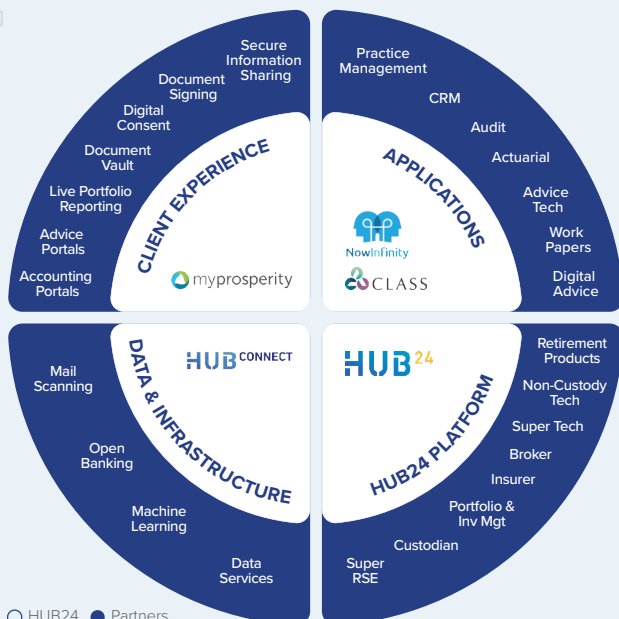 Secure
Information
Sharing
Document
Signing
Digital
Consent
Document
Vault
Live Portfolio
Reporting
Advice
Portals
Accounting
Portals
CLIENT EXPERIENCE
myprosperity
Practice
Management
CRM
Audit
Actuarial
Advice
Tech
Work
Papers
Digital
Advice
APPLICATIONS
NowInfinity
CLASS
Mail
Scanning
Open
Banking
Machine
Learning
Data
Services
DATA & INFRASTRUCTURE
HUBCONNECT
HUB24
HUB24 PLATFORM
Retirement
Products
Non-Custody
Tech
Super Tech
Broker
Insurer
Portfolio &
Inv Mgt
Custodian
Super
RSE
HUB24 Partners